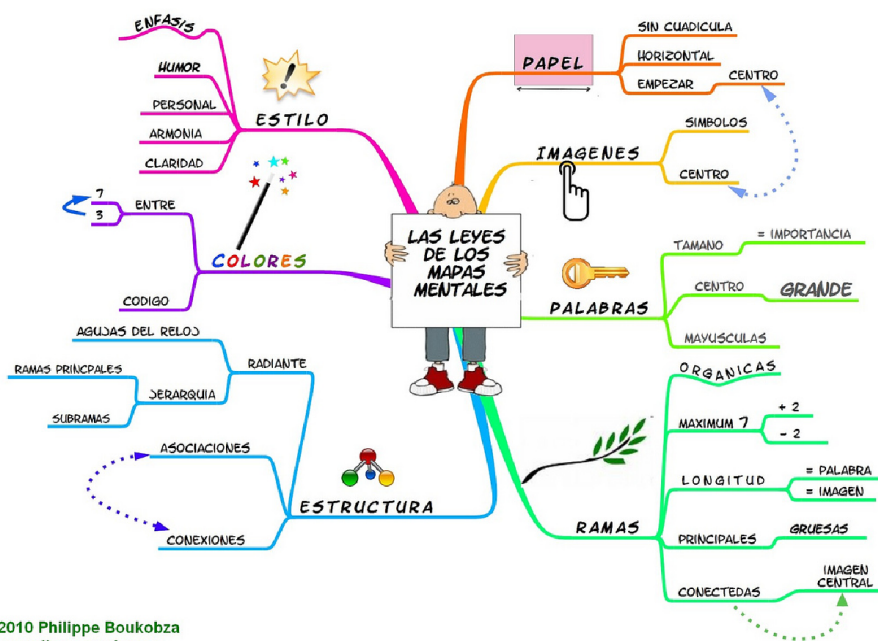 LAS LEYES
DE LOS
MAPAS
MENTALES
PAPEL
SIN CUADICULA
HORIZONTAL
EMPEZAR
CENTRO
IMAGENES
SIMBOLOS
CENTRO
PALABRAS
TAMANO
= IMPORTANCIA
CENTRO
GRANDE
MAYUSCULAS
RAMAS
ORGANICAS
MAXIMUM 7
+ 2
- 2
LONGITUD
= PALABRA
= IMAGEN
PRINCIPALES
GRUESAS
CONECTEDAS
IMAGEN
CENTRAL
ESTRUCTURA
RADIANTE
AGUJAS DEL RELOJ
JERARQUIA
RAMAS PRINCPALES
SUBRAMAS
ASOCIACIONES
CONEXIONES
COLORES
ENTRE
7
3
CODIGO
ESTILO
ENFASIS
HUMOR
PERSONAL
ARMONIA
CLARIDAD
2010 Philippe Boukobza